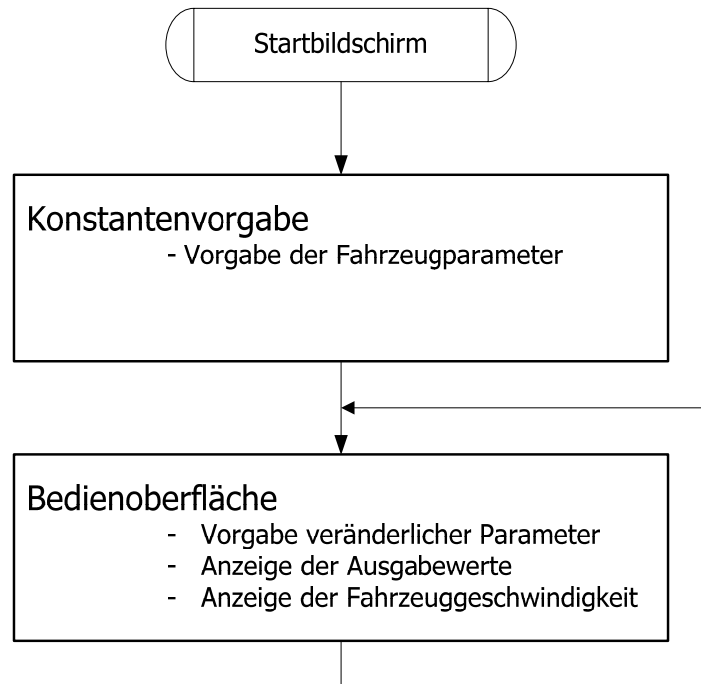 Startbildschirm
Konstantenvorgabe
- Vorgabe der Fahrzeugparameter
Bedienoberfläche
- Vorgabe veränderlicher Parameter
- Anzeige der Ausgabewerte
- Anzeige der Fahrzeuggeschwindigkeit